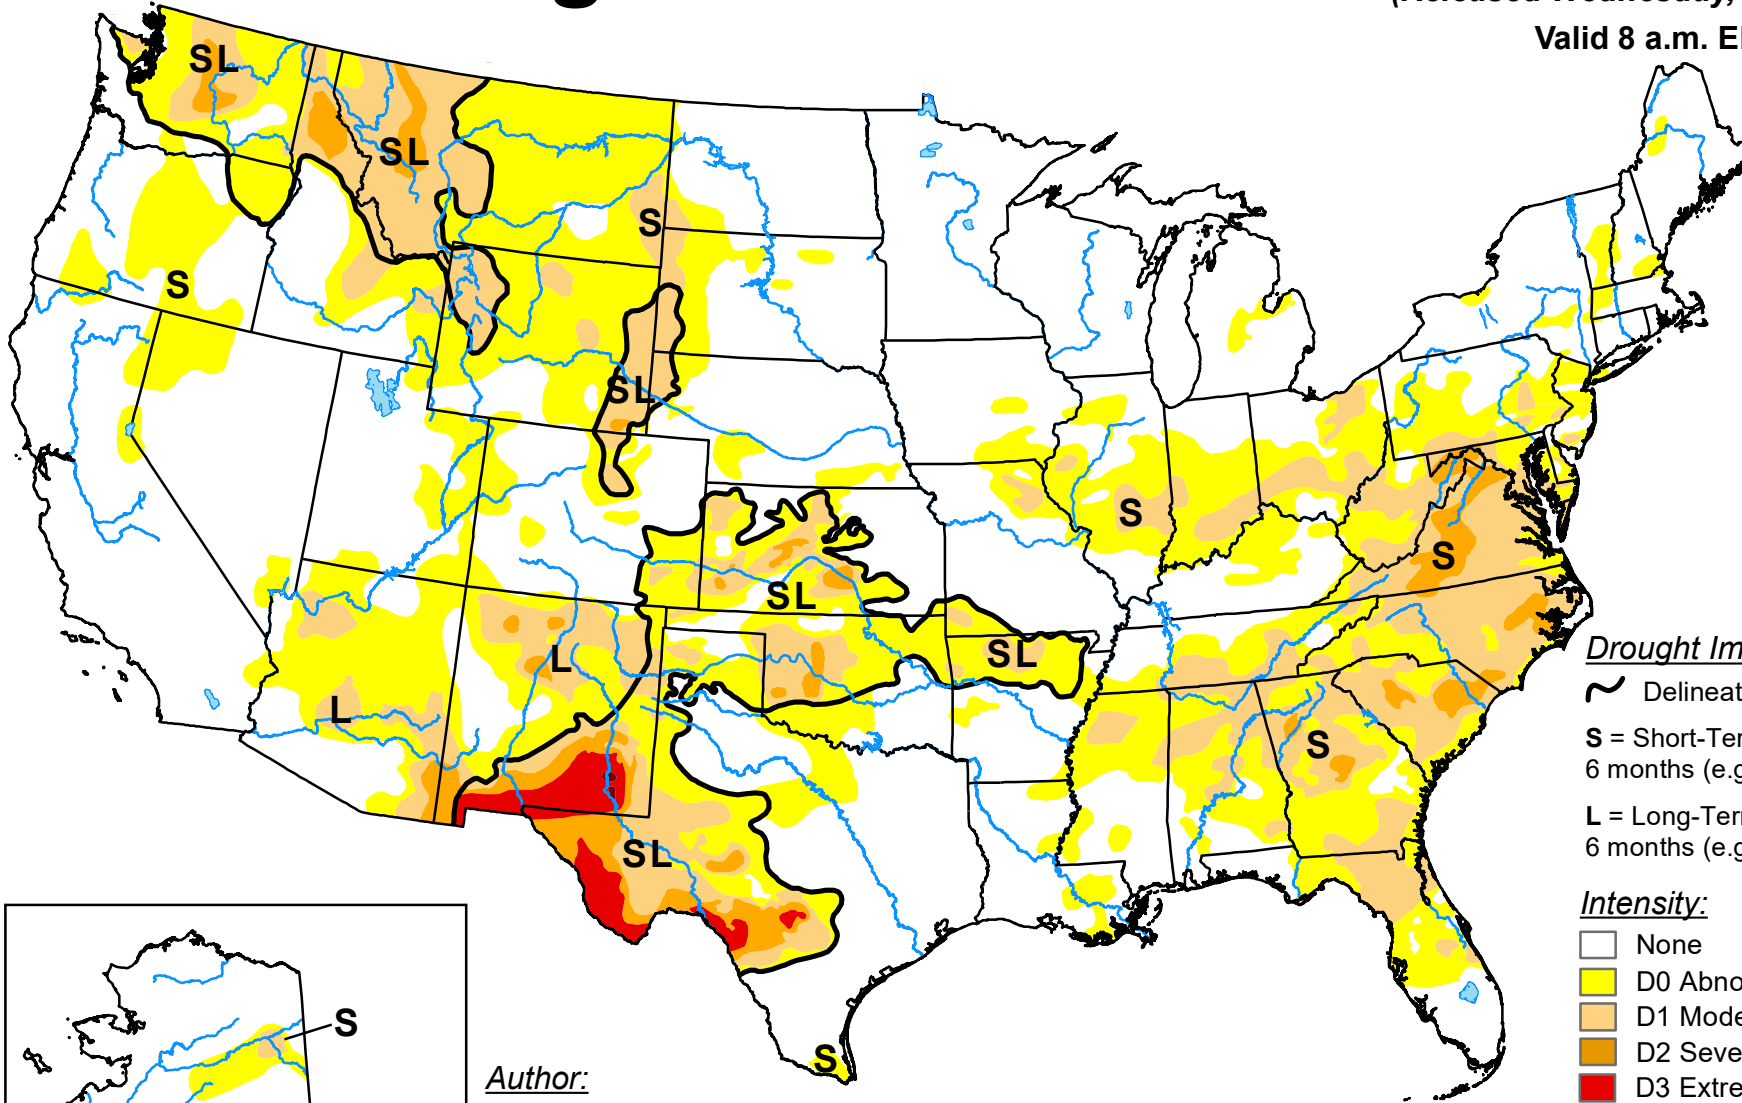 Valid 8 a.m.
SL
SL
S
S
SL
S
S
SL
SL
L
L
S
SL
S
S
Author:
Drought
Delineat
S = Short-Ter
6 months (e.g
L = Long-Ter
6 months (e.g
Intensity:
None
D0 Abno
D1 Mode
D2 Seve
D3 Extre